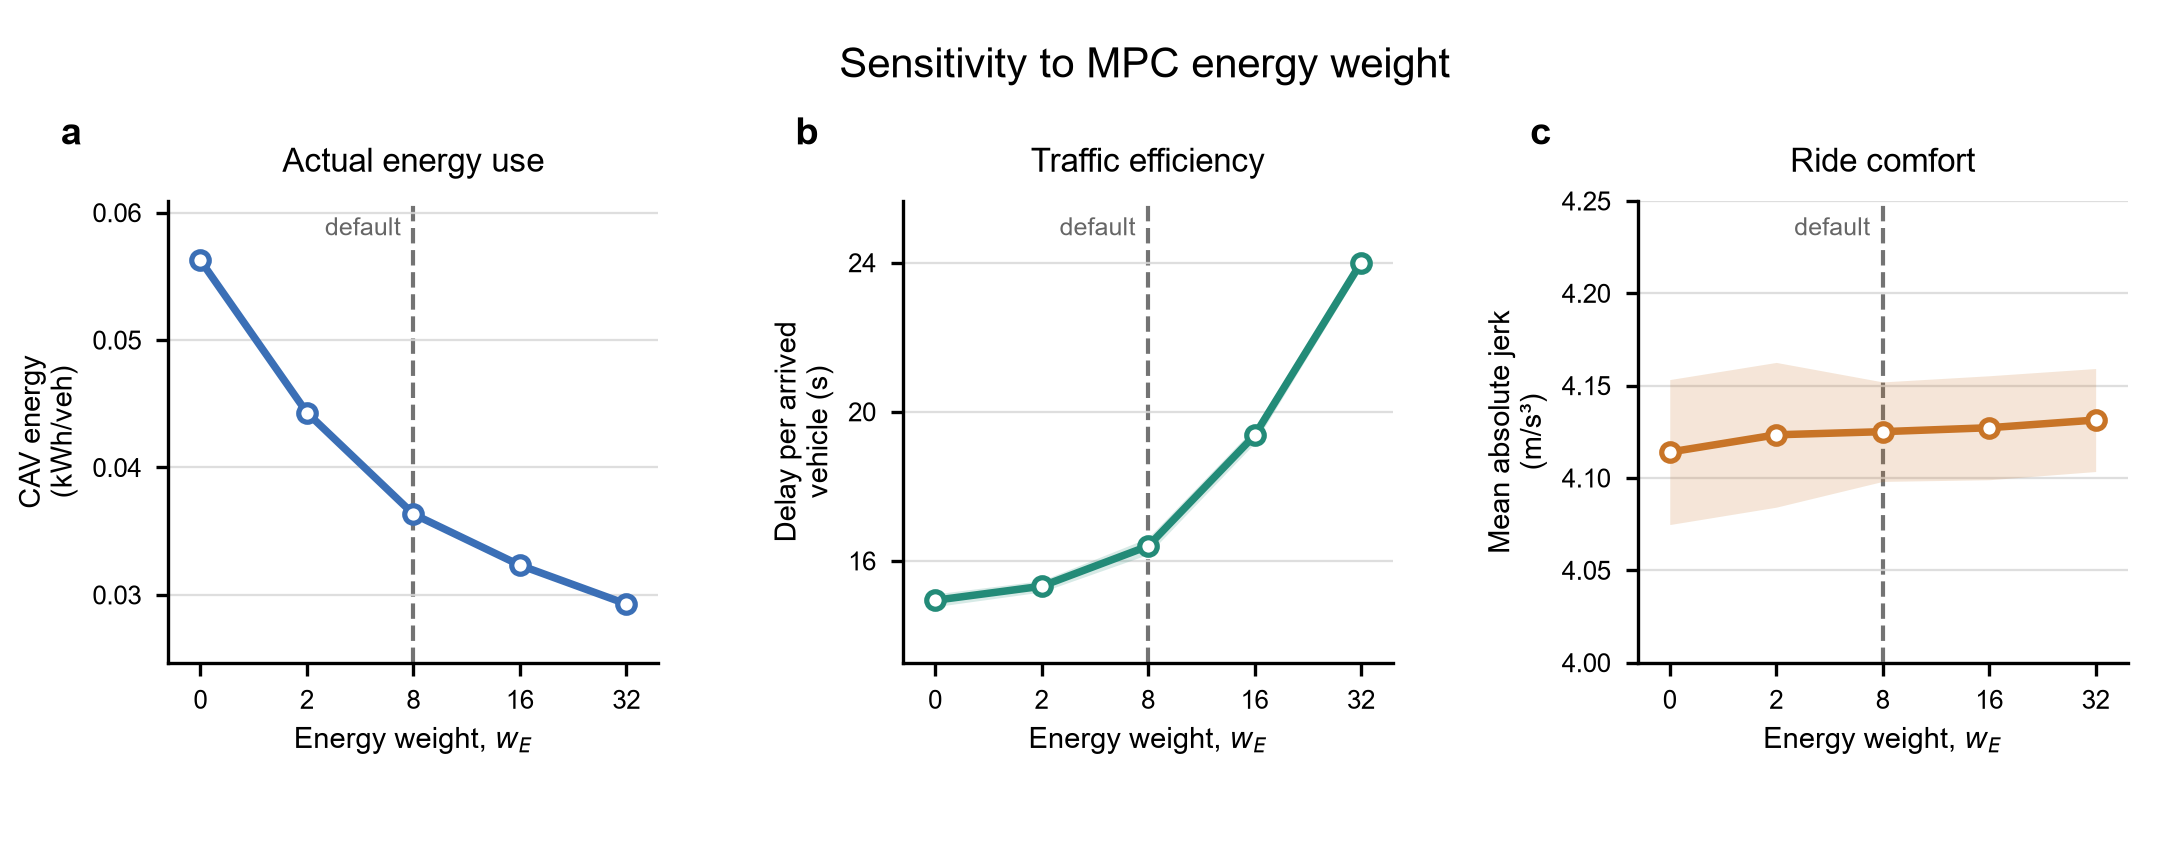 Sensitivity to MPC energy weight
a
Actual energy use
CAV energy
(kWh/veh)
0.06
0.05
0.04
0.03
default
0
2
8
16
32
Energy weight, w_E
b
Traffic efficiency
Delay per arrived
vehicle (s)
24
20
16
default
0
2
8
16
32
Energy weight, w_E
c
Ride comfort
Mean absolute jerk
(m/s³)
4.25
4.20
4.15
4.10
4.05
4.00
default
0
2
8
16
32
Energy weight, w_E